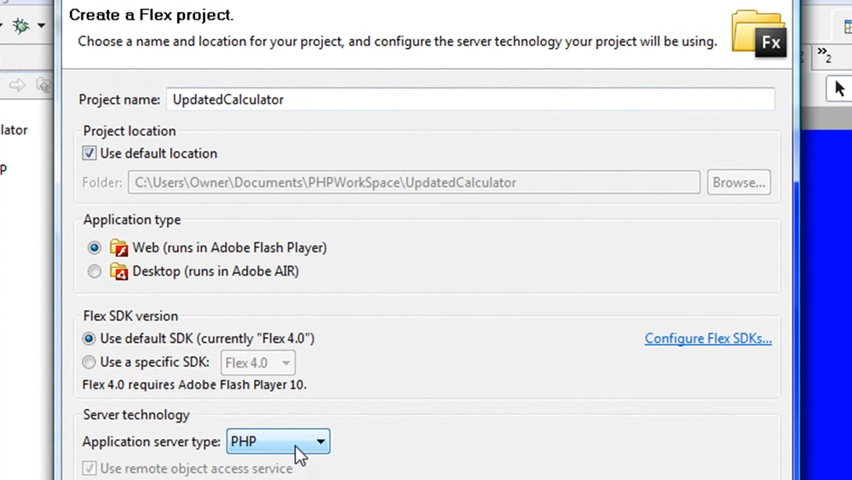 Create a Flex project.
Choose a name and location for your project, and configure the server technology your project will be using.
Fx
»2
Project name: UpdatedCalculator
lator
Project location
Use default location
p
Folder: C:\Users\Owner\Documents\PHPWorkSpace\UpdatedCalculator Browse...
Application type
Web (runs in Adobe Flash Player)
Desktop (runs in Adobe AIR)
Flex SDK version
Use default SDK (currently "Flex 4.0") Configure Flex SDKs...
Use a specific SDK: Flex 4.0
Flex 4.0 requires Adobe Flash Player 10.
Server technology
Application server type: PHP
Use remote object access service